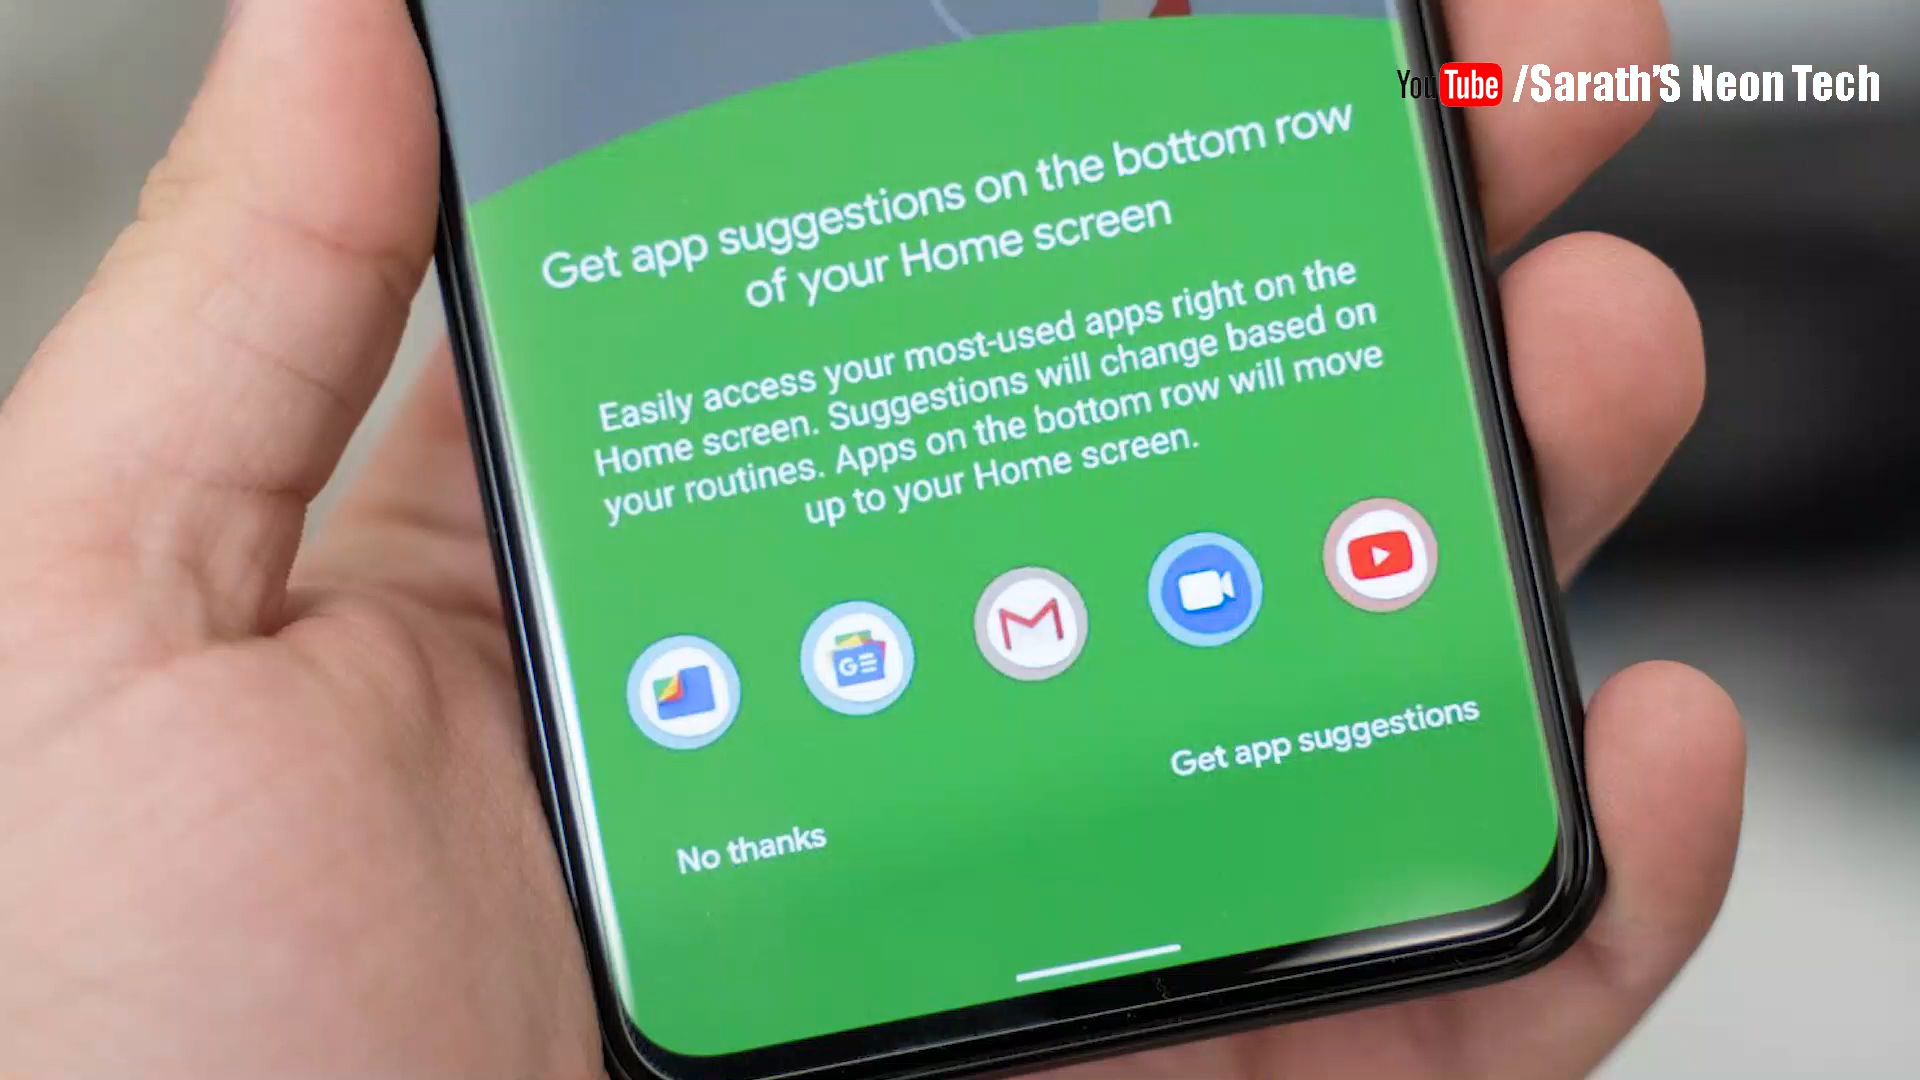 YouTube /Sarath'S Neon Tech
Get app suggestions on the bottom row
of your Home screen
Easily access your most-used apps right on the
Home screen. Suggestions will change based on
your routines. Apps on the bottom row will move
up to your Home screen.
GE
M
Get app suggestions
No thanks